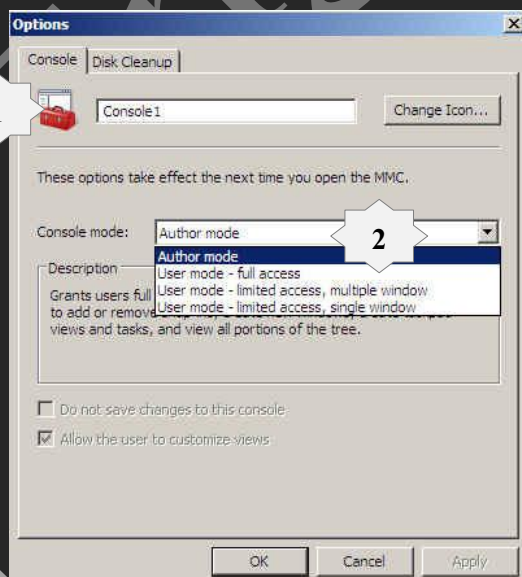 Options
Console Disk Cleanup
Console1 Change Icon...
These options take effect the next time you open the MMC.
Console mode: Author mode
2
Author mode
User mode - full access
User mode - limited access, multiple window
User mode - limited access, single window
Description
Grants users full
to add or remove
views and tasks, and view all portions of the tree.
Do not save changes to this console
Allow the user to customize views
OK Cancel Apply